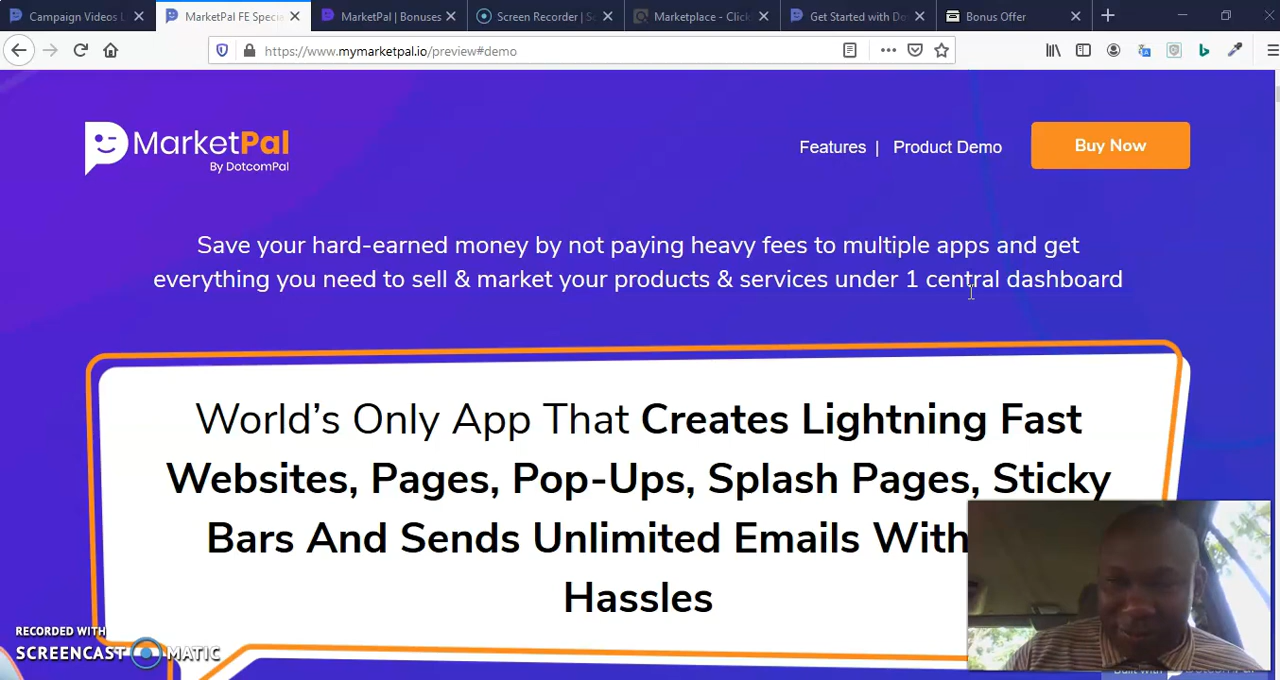 Campaign Videos L
MarketPal FE Specia
MarketPal | Bonuses
Screen Recorder | Sc
Marketplace - Click
Get Started with Do
Bonus Offer
https://www.mymarketpal.io/preview#demo
MarketPal
By DotcomPal
Features |
Product Demo
Buy Now
Save your hard-earned money by not paying heavy fees to multiple apps and get
everything you need to sell & market your products & services under 1 central dashboard
World's Only App That Creates Lightning Fast
Websites, Pages, Pop-Ups, Splash Pages, Sticky
Bars And Sends Unlimited Emails With
Hassles
RECORDED WITH
SCREENCAST MATIC
Built with